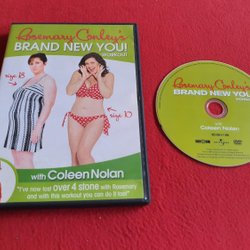 Rosemary Conley's
BRAND NEW YOU!
WORKOUT
size 18
size 10
with Coleen Nolan
"I've now lost over 4 stone with Rosemary
and with this workout you can do it too!"
Rosemary Conley's
BRAND NEW YOU!
with
Coleen Nolan